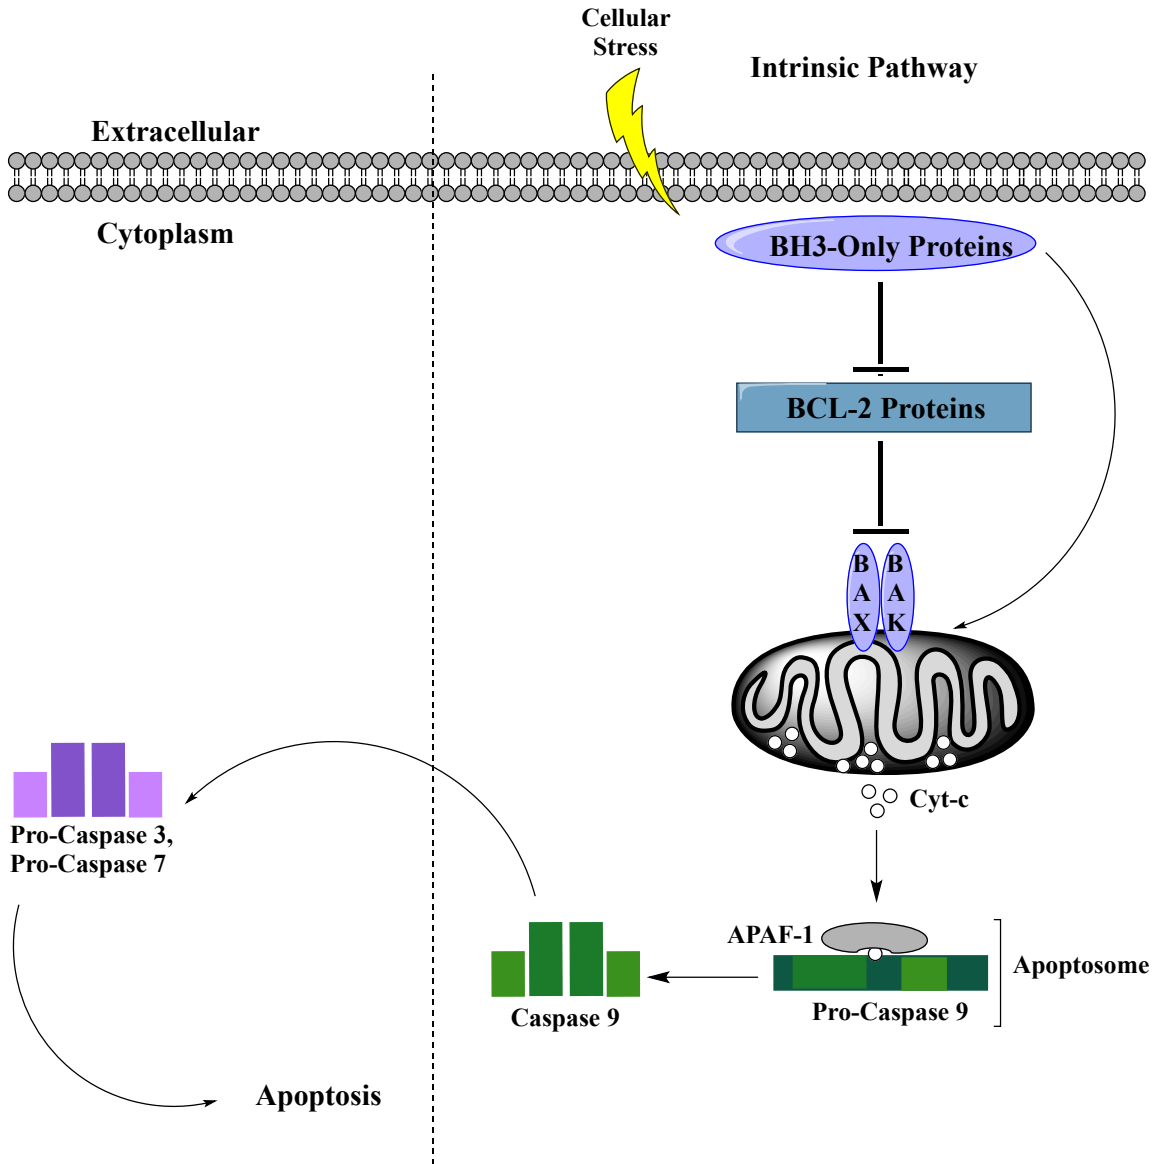 Cellular
Stress
Intrinsic Pathway
Extracellular
Cytoplasm
BH3-Only Proteins
BCL-2 Proteins
B
A
X
B
A
K
Cyt-c
Pro-Caspase 3,
Pro-Caspase 7
APAF-1
Apoptosome
Caspase 9
Pro-Caspase 9
Apoptosis